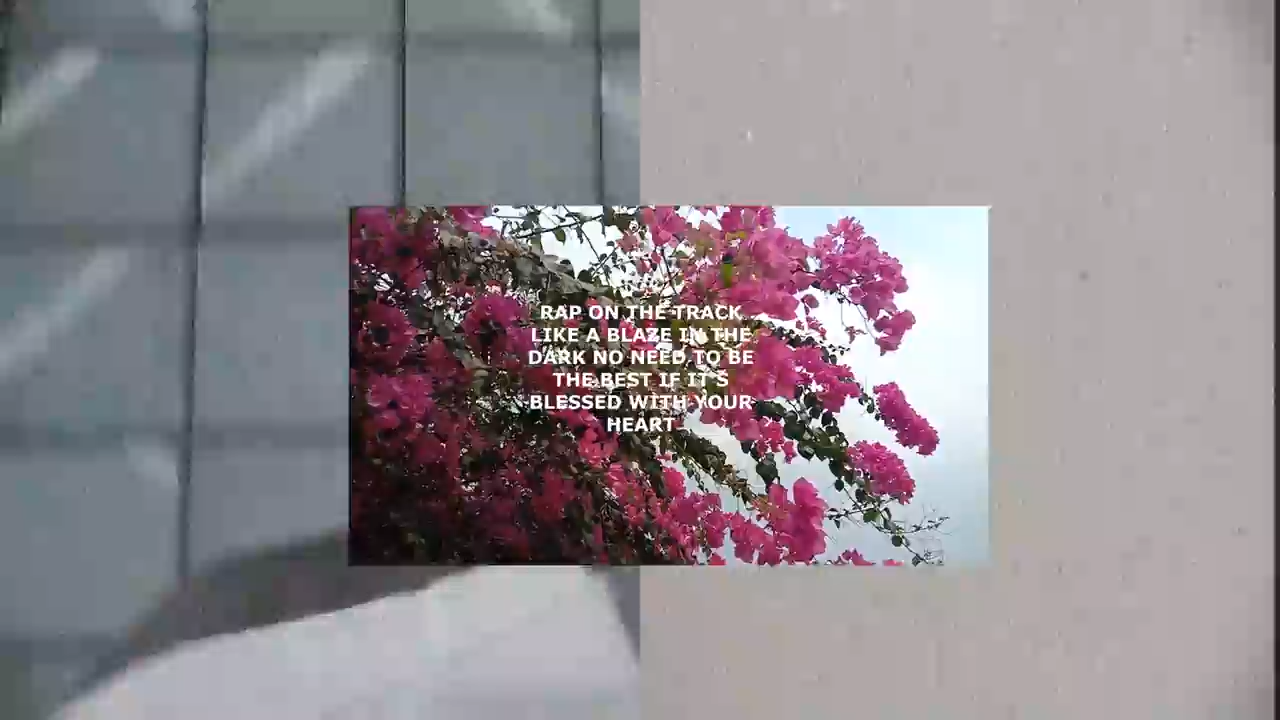 RAP ON THE TRACK
LIKE A BLAZE IN THE
DARK NO NEED TO BE
THE BEST IF IT'S
BLESSED WITH YOUR
HEART